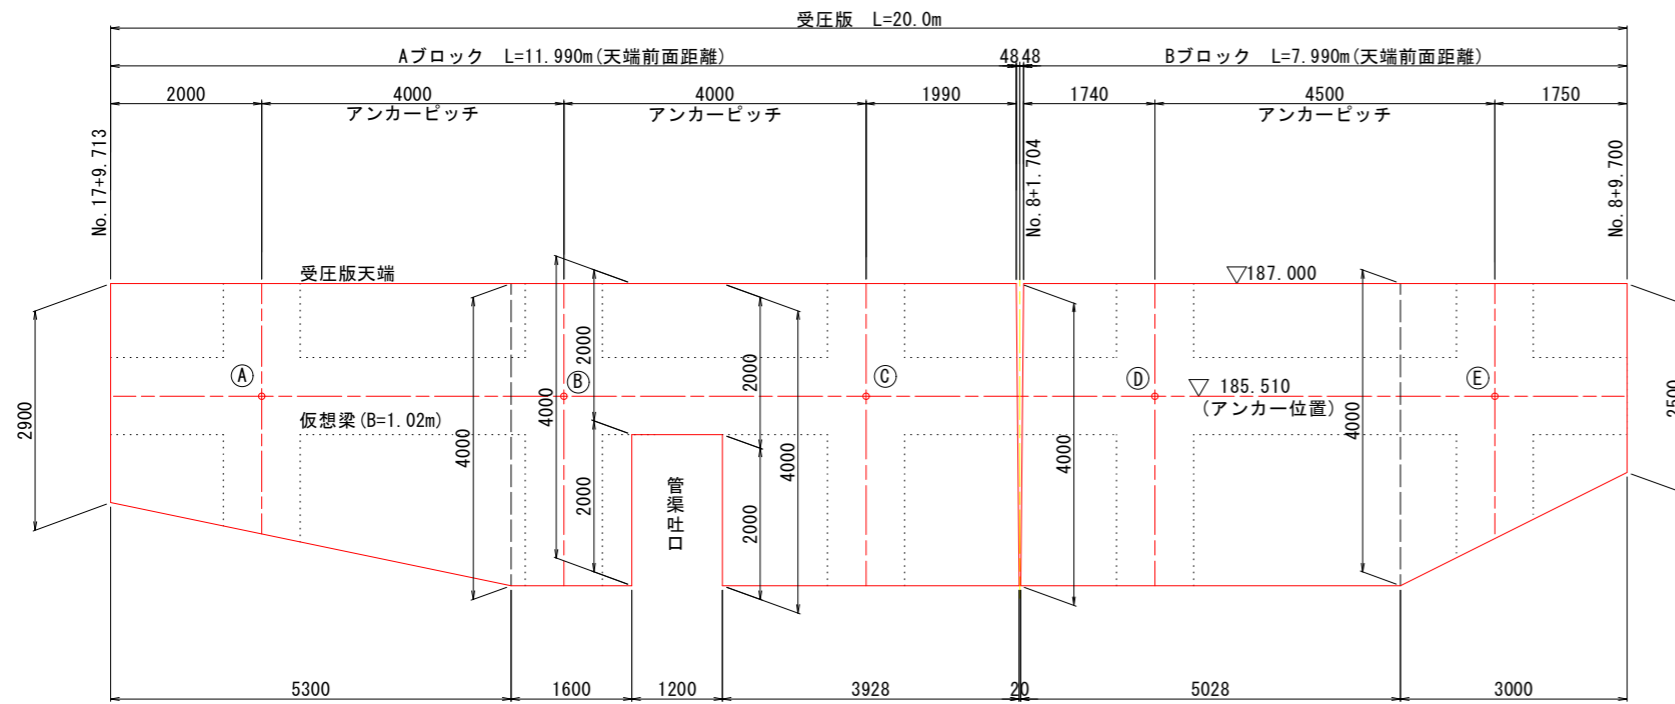 受圧版 L=20.0m
Aブロック L=11.990m(天端前面距離)
48
48
Bブロック L=7.990m(天端前面距離)
2000
4000
4000
1990
1740
4500
1750
アンカーピッチ
アンカーピッチ
アンカーピッチ
No.17+9.713
No.8+1.704
No.8+9.700
受圧版天端
▽187.000
2000
2000
Ⓐ
Ⓑ
Ⓒ
Ⓓ
▽ 185.510
(アンカー位置)
Ⓔ
2900
仮想梁(B=1.02m)
4000
4000
4000
4000
4000
2500
管渠吐口
2000
2000
5300
1600
1200
3928
20
5028
3000